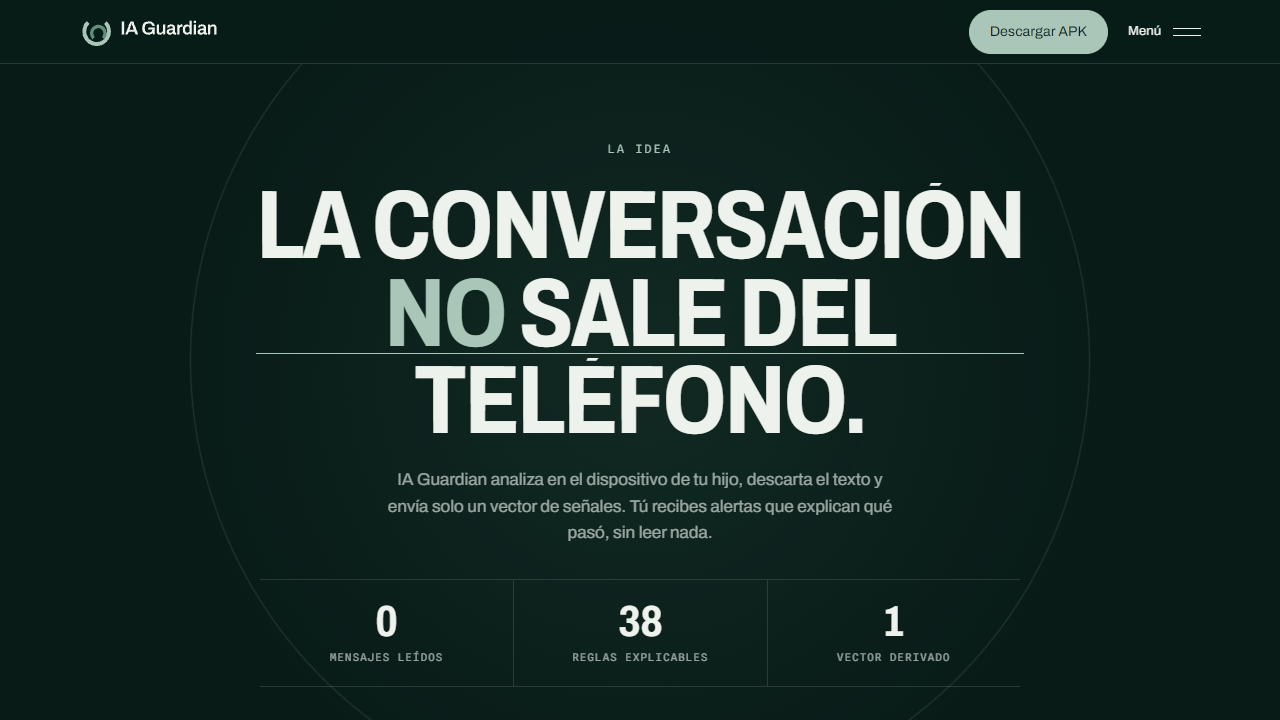 IA Guardian
Descargar APK
Menú
LA IDEA
LA CONVERSACIÓN
NO SALE DEL
TELÉFONO.
IA Guardian analiza en el dispositivo de tu hijo, descarta el texto y
envía solo un vector de señales. Tú recibes alertas que explican qué
pasó, sin leer nada.
0
MENSAJES LEÍDOS
38
REGLAS EXPLICABLES
1
VECTOR DERIVADO